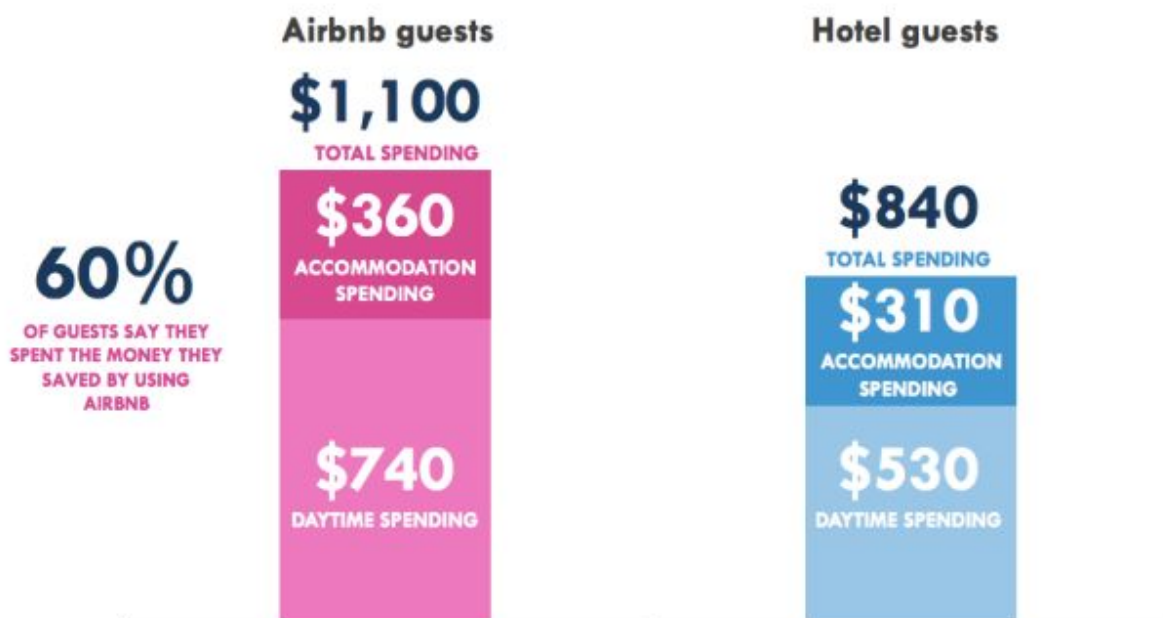 Airbnb guests
$1,100
TOTAL SPENDING
$360
ACCOMMODATION
SPENDING
$740
DAYTIME SPENDING
60%
OF GUESTS SAY THEY
SPENT THE MONEY THEY
SAVED BY USING
AIRBNB
Hotel guests
$840
TOTAL SPENDING
$310
ACCOMMODATION
SPENDING
$530
DAYTIME SPENDING